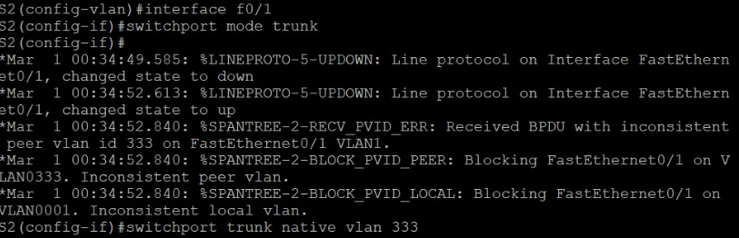 S2(config-vlan)#interface f0/1
S2(config-if)#switchport mode trunk
S2(config-if)#
*Mar  1 00:34:49.585: %LINEPROTO-5-UPDOWN: Line protocol on Interface FastEthern
et0/1, changed state to down
*Mar  1 00:34:52.613: %LINEPROTO-5-UPDOWN: Line protocol on Interface FastEthern
et0/1, changed state to up
*Mar  1 00:34:52.840: %SPANTREE-2-RECV_PVID_ERR: Received BPDU with inconsistent
 peer vlan id 333 on FastEthernet0/1 VLAN1.
*Mar  1 00:34:52.840: %SPANTREE-2-BLOCK_PVID_PEER: Blocking FastEthernet0/1 on V
LAN0333. Inconsistent peer vlan.
*Mar  1 00:34:52.840: %SPANTREE-2-BLOCK_PVID_LOCAL: Blocking FastEthernet0/1 on
VLAN0001. Inconsistent local vlan.
S2(config-if)#switchport trunk native vlan 333